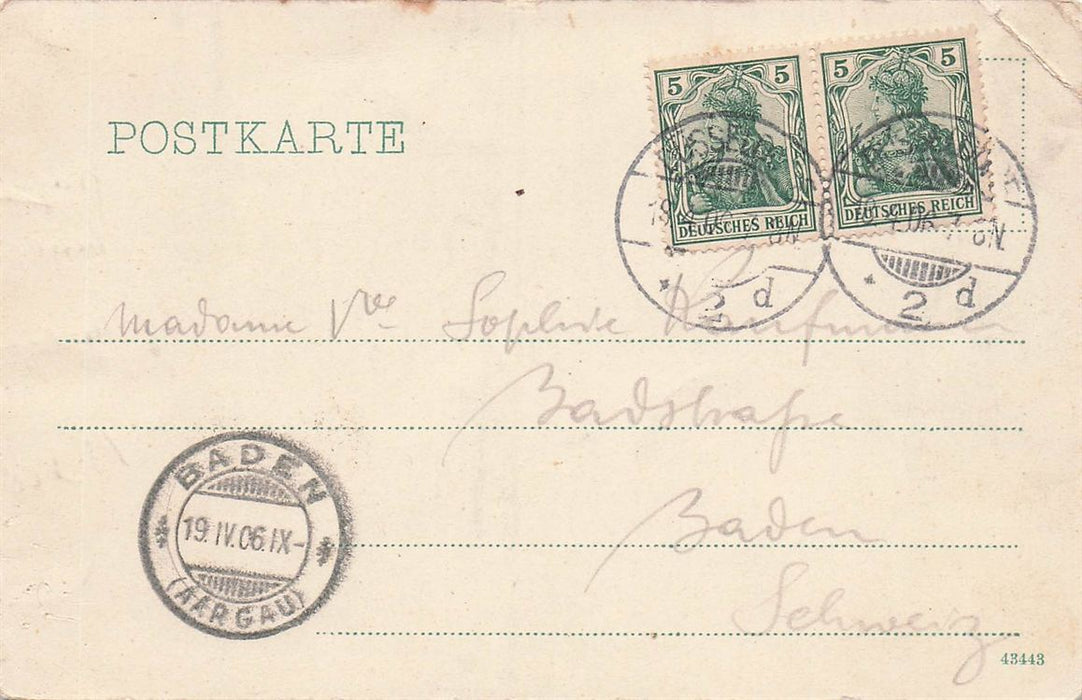 POSTKARTE
5 5 5 5
DEUTSCHES REICH DEUTSCHES REICH
2 d 2 d
Madame Vve Sophie Kaufmann
Badstraße
BADEN
19.IV.06.IX-
(AARGAU)
Baden
Schweiz
43443